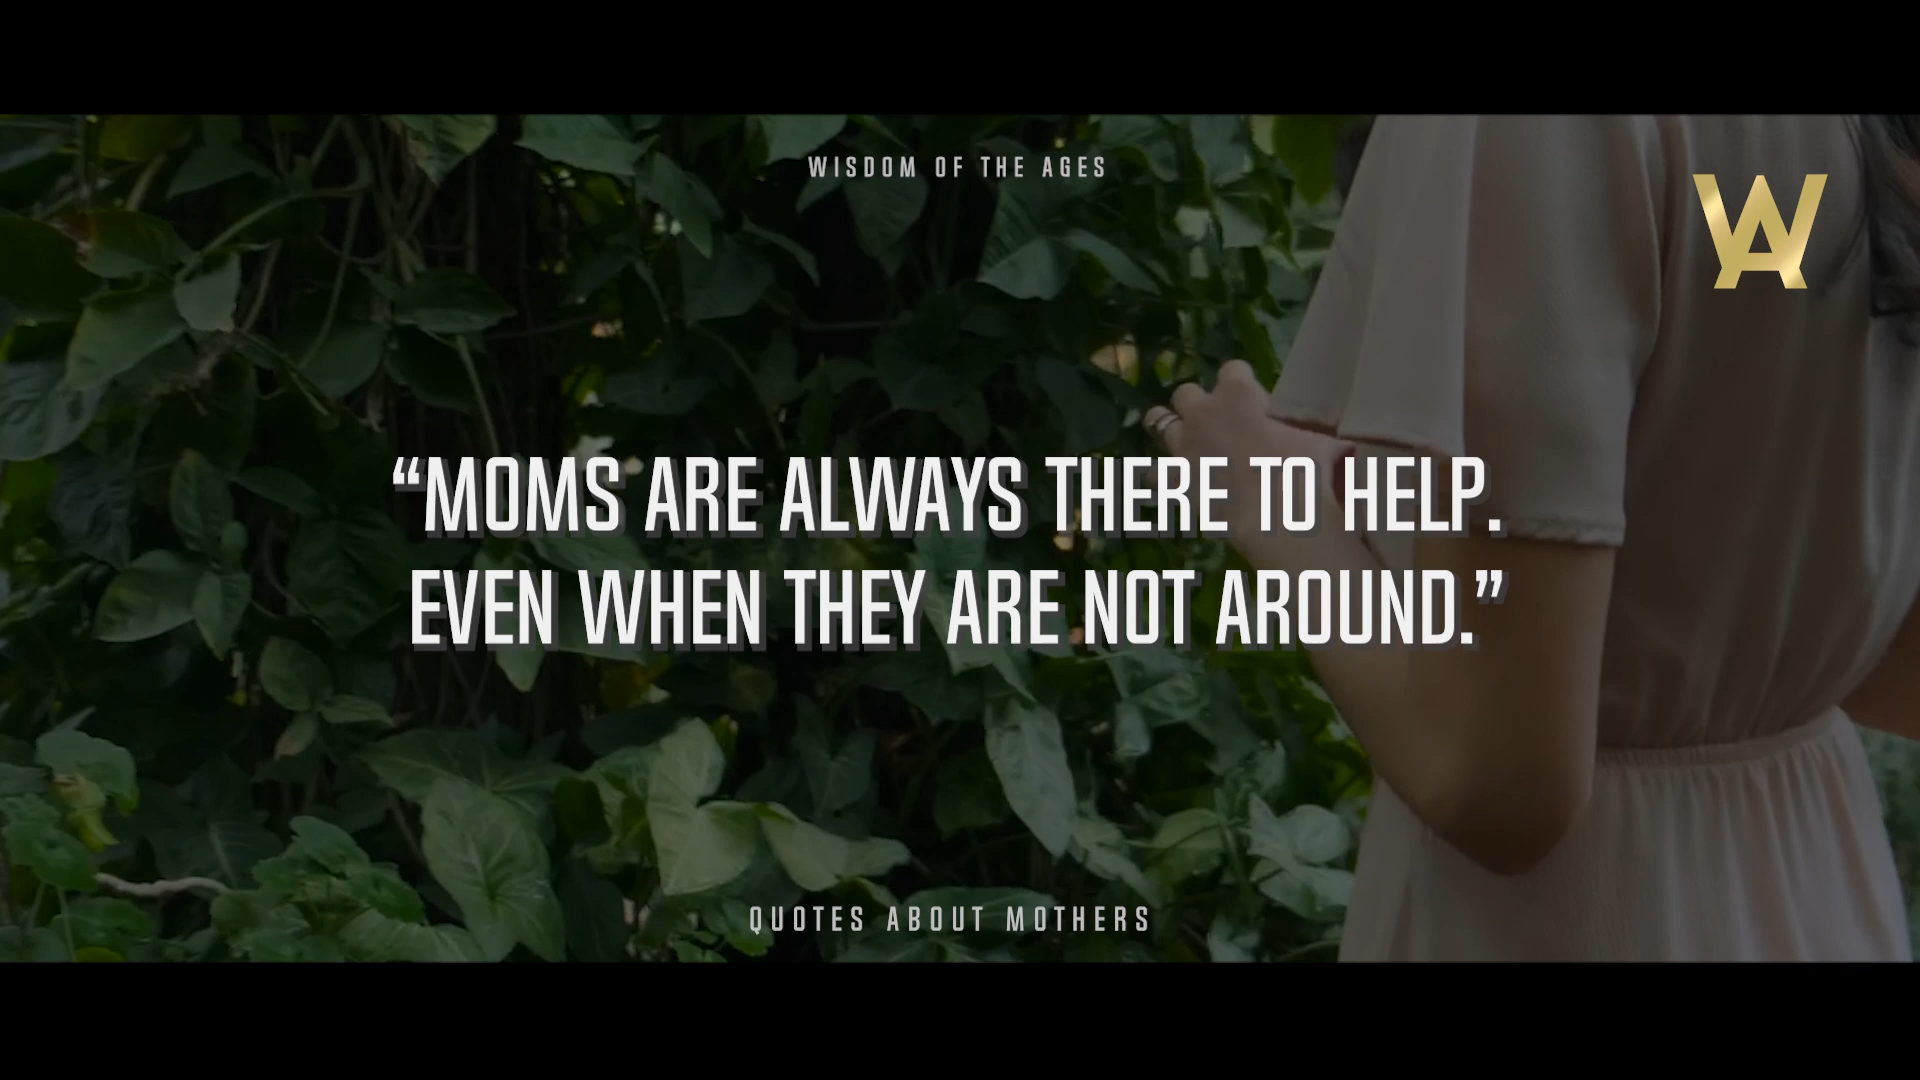 WISDOM OF THE AGES
WA
“MOMS ARE ALWAYS THERE TO HELP.
EVEN WHEN THEY ARE NOT AROUND.”
QUOTES ABOUT MOTHERS